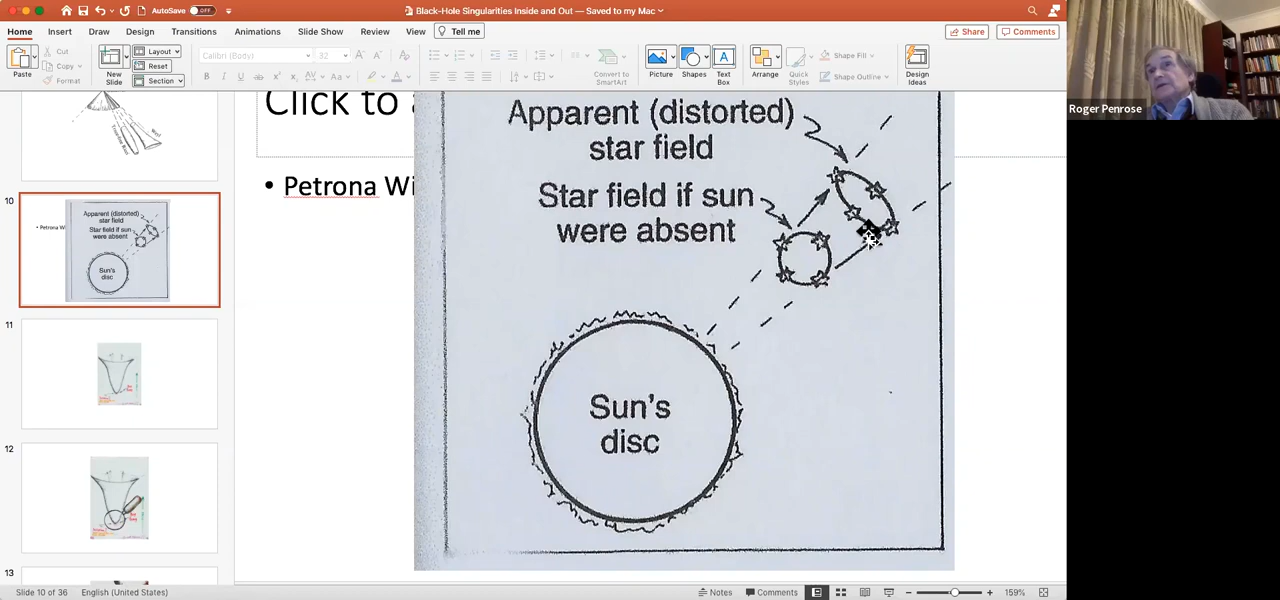 AutoSave OFF
Black-Hole Singularities Inside and Out — Saved to my Mac
Home Insert Draw Design Transitions Animations Slide Show Review View Tell me Share Comments
Paste Cut Copy Format New Slide Layout Reset Section
Calibri (Body) 32
Convert to SmartArt
Picture Shapes Text Box Arrange Quick Styles Shape Fill Shape Outline Design Ideas
Roger Penrose
10
11
12
13
Click to a
• Petrona Wi
Apparent (distorted)
star field
Star field if sun
were absent
Sun's
disc
• Petrona W
Apparent (distorted)
star field
Star field if sun
were absent
Sun's
disc
Slide 10 of 36 English (United States) Notes Comments 159%